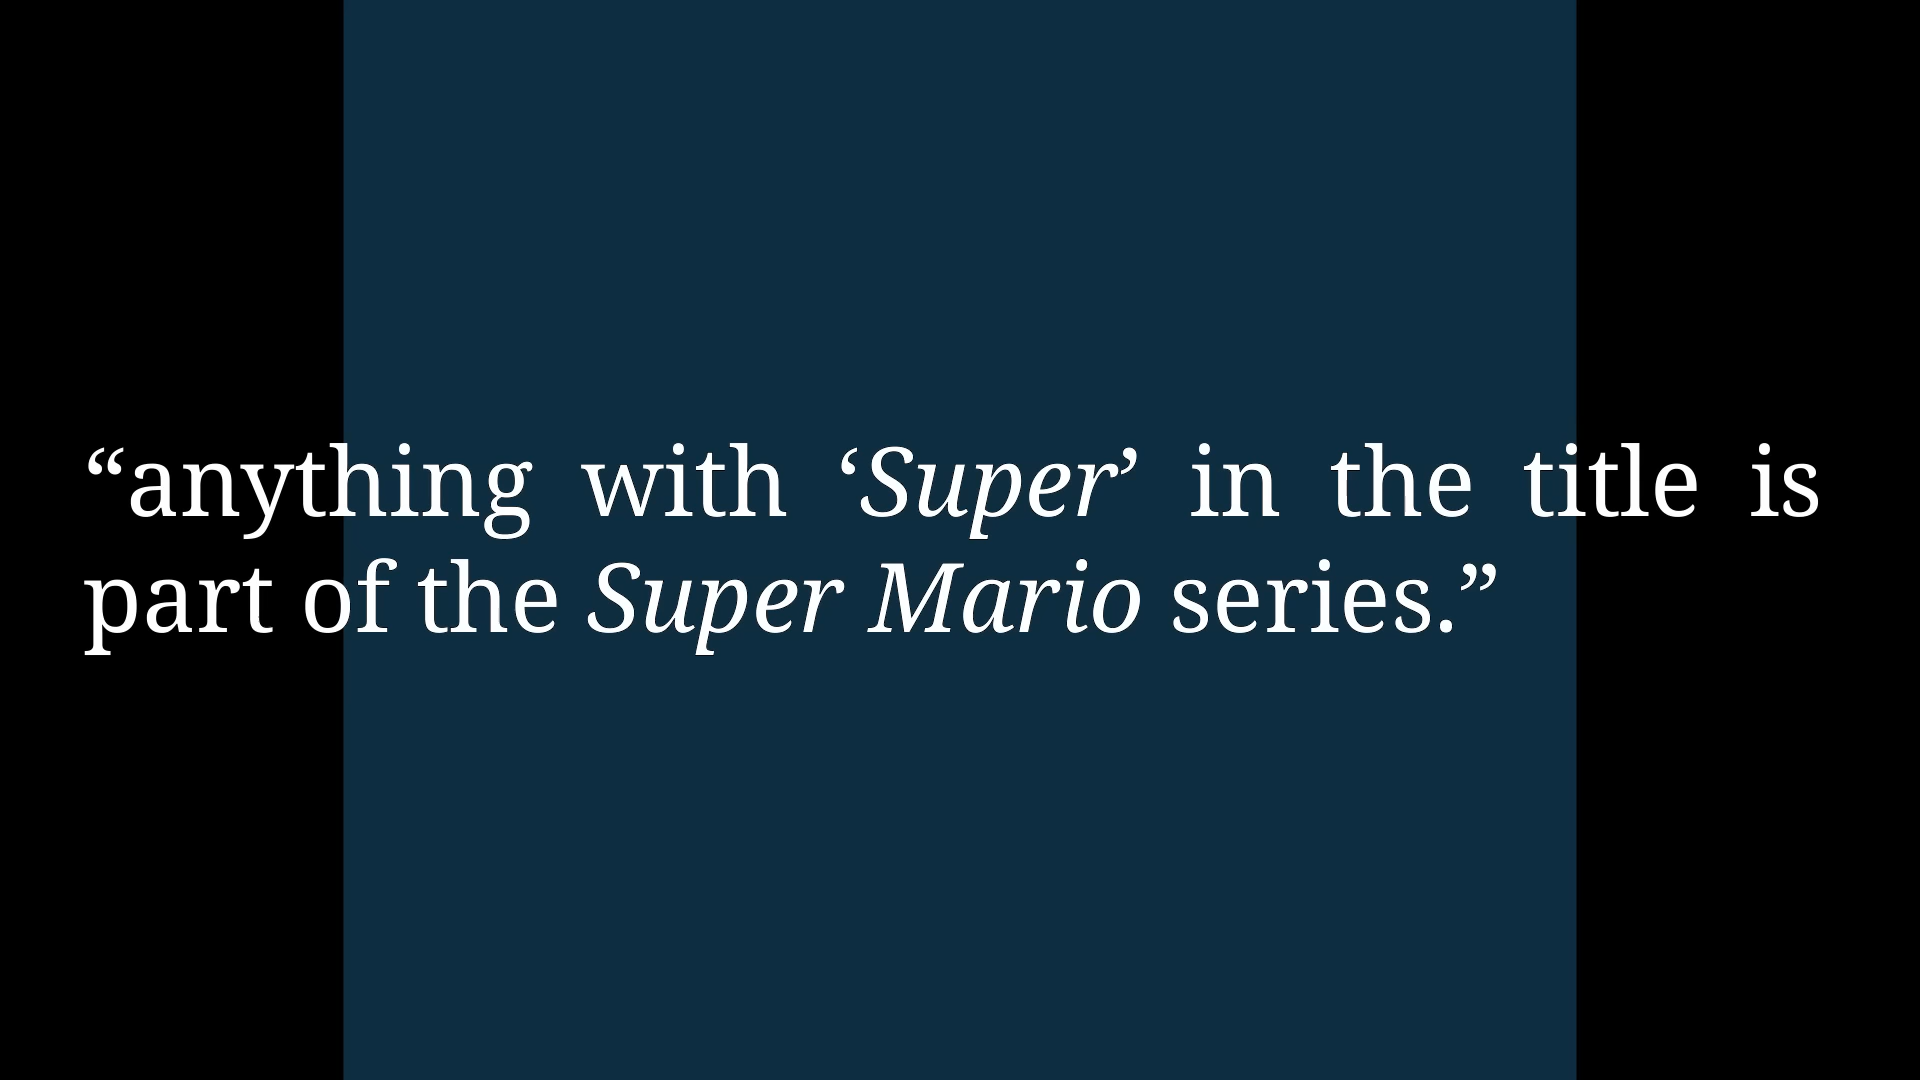 “anything with ‘Super’ in the title is
part of the Super Mario series.”